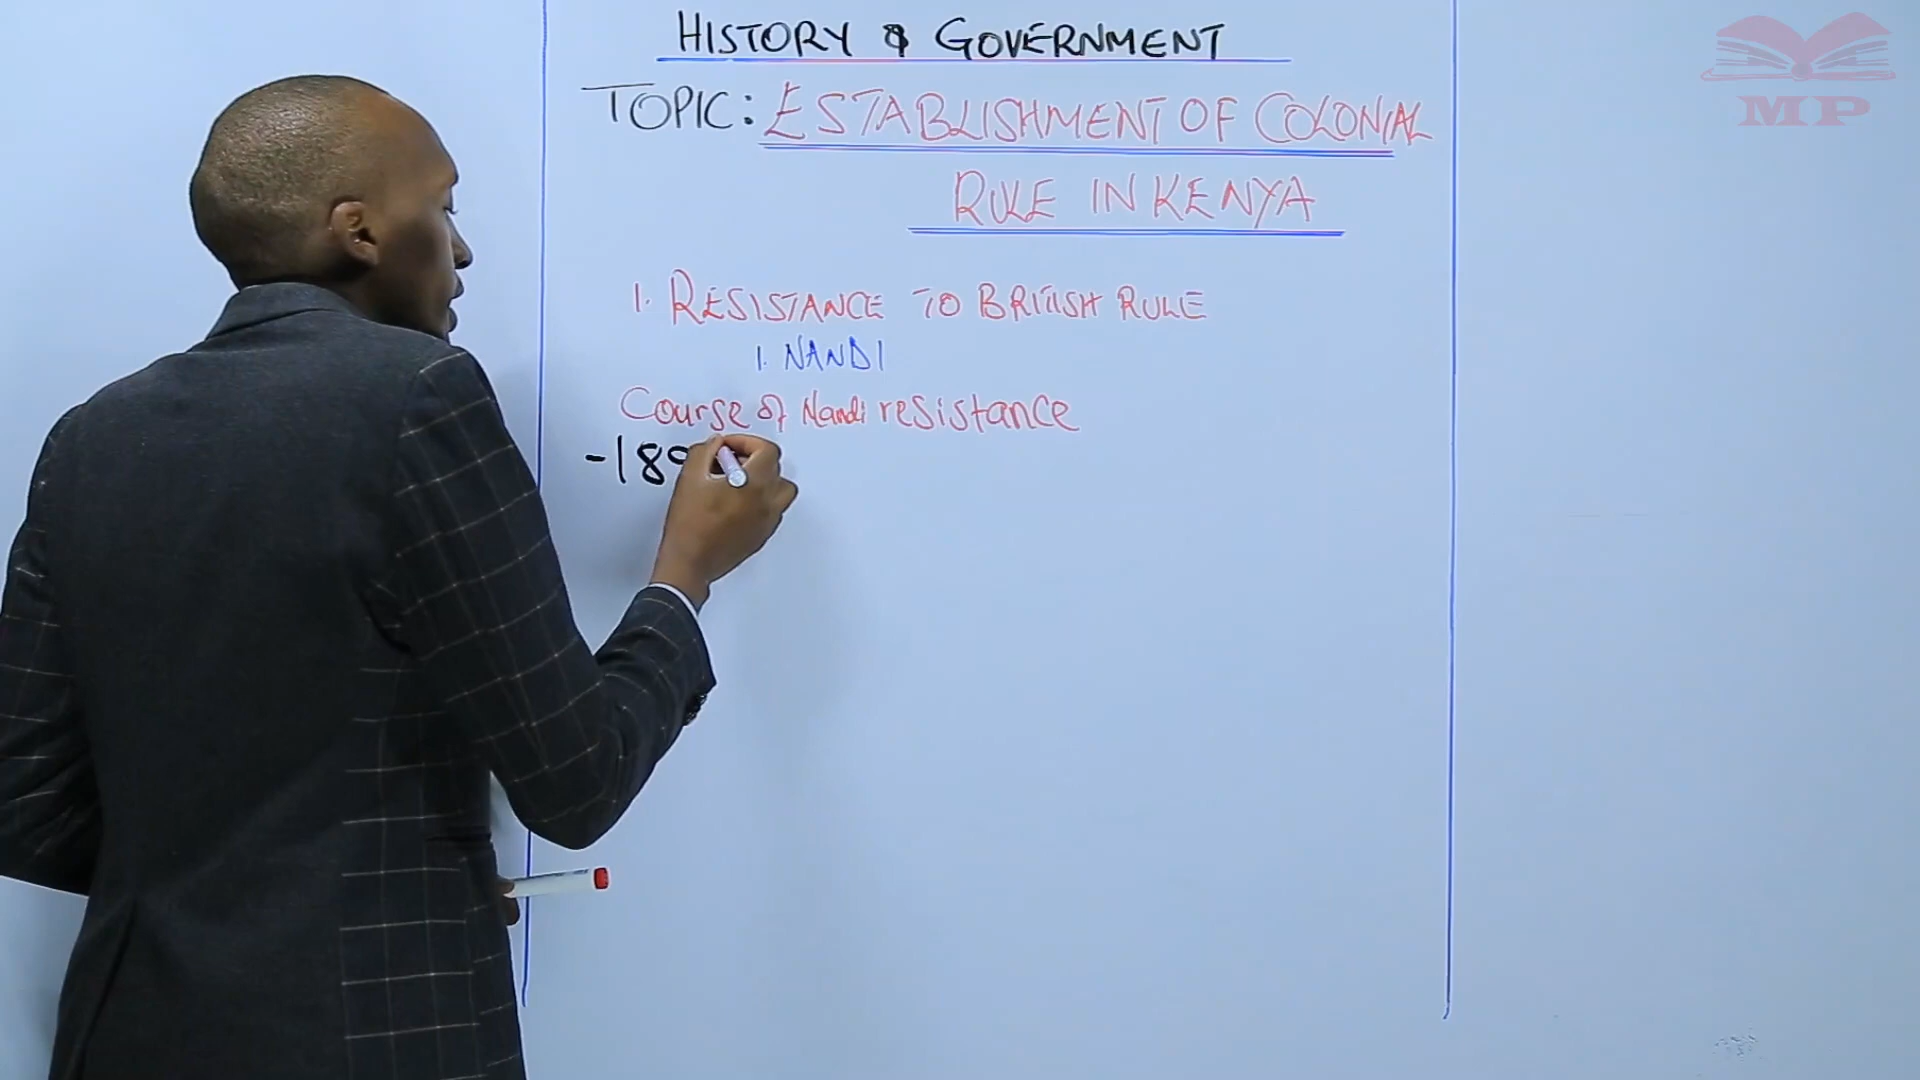 HISTORY & GOVERNMENT
MP
TOPIC: ESTABLISHMENT OF COLONIAL
RULE IN KENYA
1. RESISTANCE TO BRITISH RULE
1. NANDI
Course of Nandi resistance